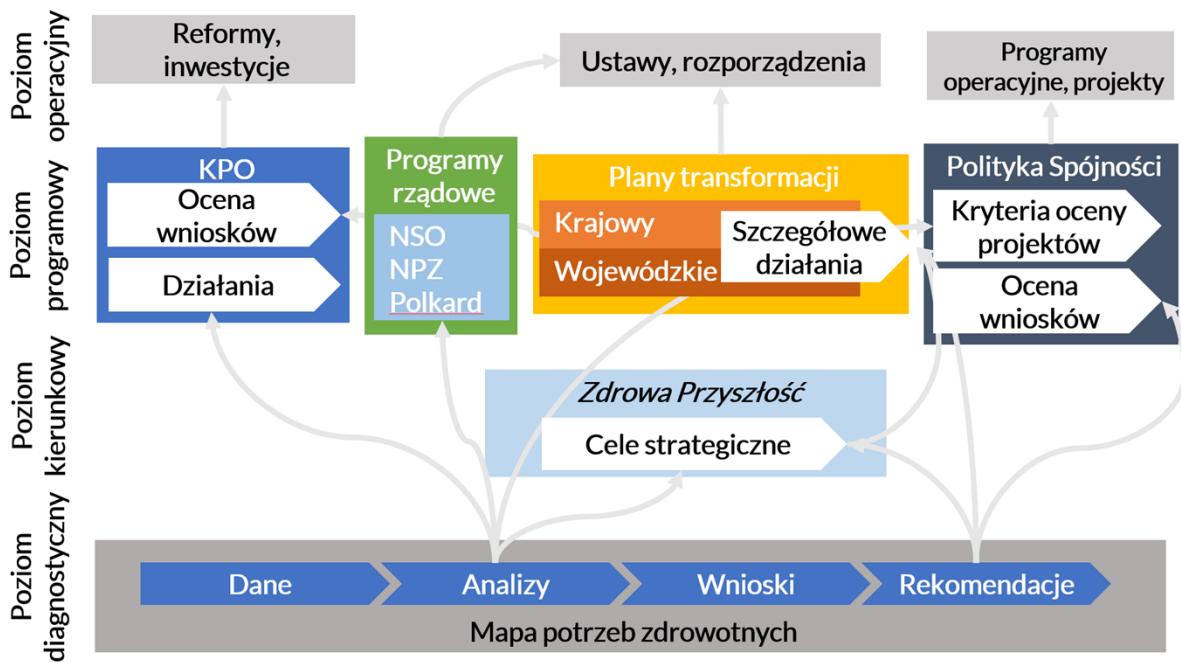 Poziom
operacyjny
Reformy,
inwestycje
Ustawy, rozporządzenia
Programy
operacyjne, projekty
Poziom
programowy
KPO
Ocena
wniosków
Działania
Programy
rządowe
NSO
NPZ
Polkard
Plany transformacji
Krajowy
Wojewódzkie
Szczegółowe
działania
Polityka Spójności
Kryteria oceny
projektów
Ocena
wniosków
Poziom
kierunkowy
Zdrowa Przyszłość
Cele strategiczne
Poziom
diagnostyczny
Dane
Analizy
Wnioski
Rekomendacje
Mapa potrzeb zdrowotnych